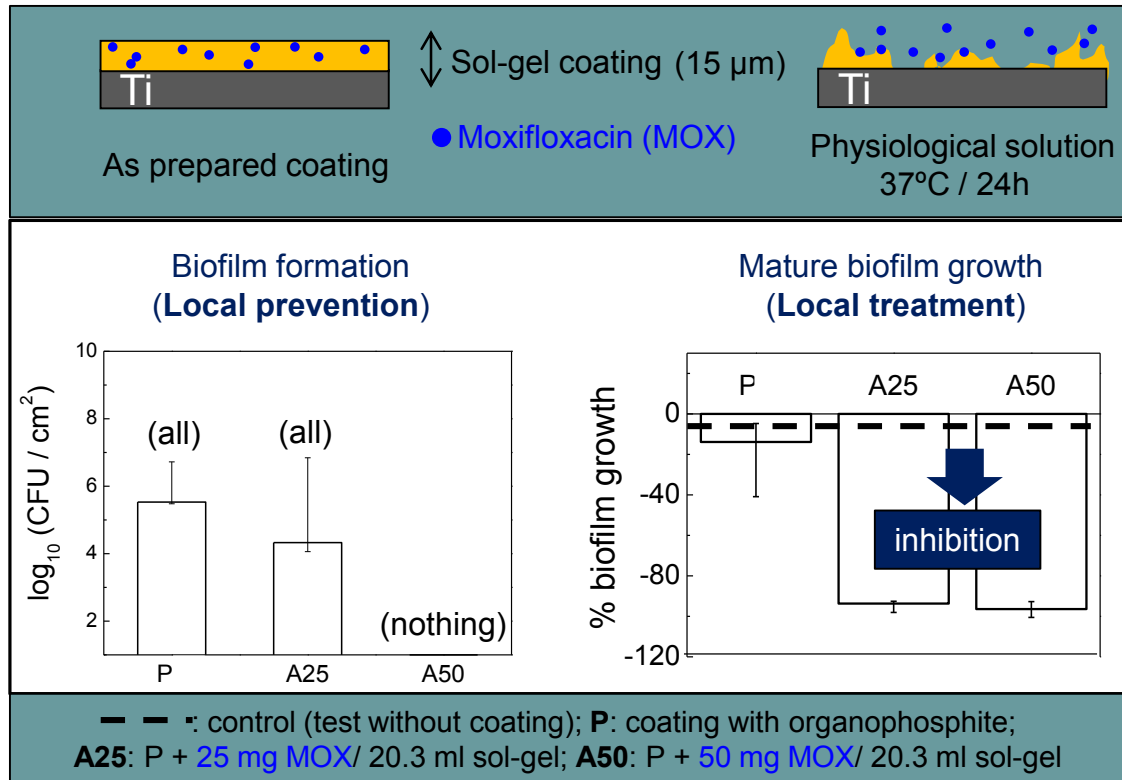 Ti
As prepared coating
Sol-gel coating (15 µm)
Moxifloxacin (MOX)
Ti
Physiological solution
37ºC / 24h
Biofilm formation
(Local prevention)
log₁₀ (CFU / cm²)
10
8
6
4
2
(all)
(all)
(nothing)
P
A25
A50
Mature biofilm growth
(Local treatment)
% biofilm growth
0
-40
-80
-120
P
A25
A50
inhibition
: control (test without coating); P: coating with organophosphite;
A25: P + 25 mg MOX/ 20.3 ml sol-gel; A50: P + 50 mg MOX/ 20.3 ml sol-gel